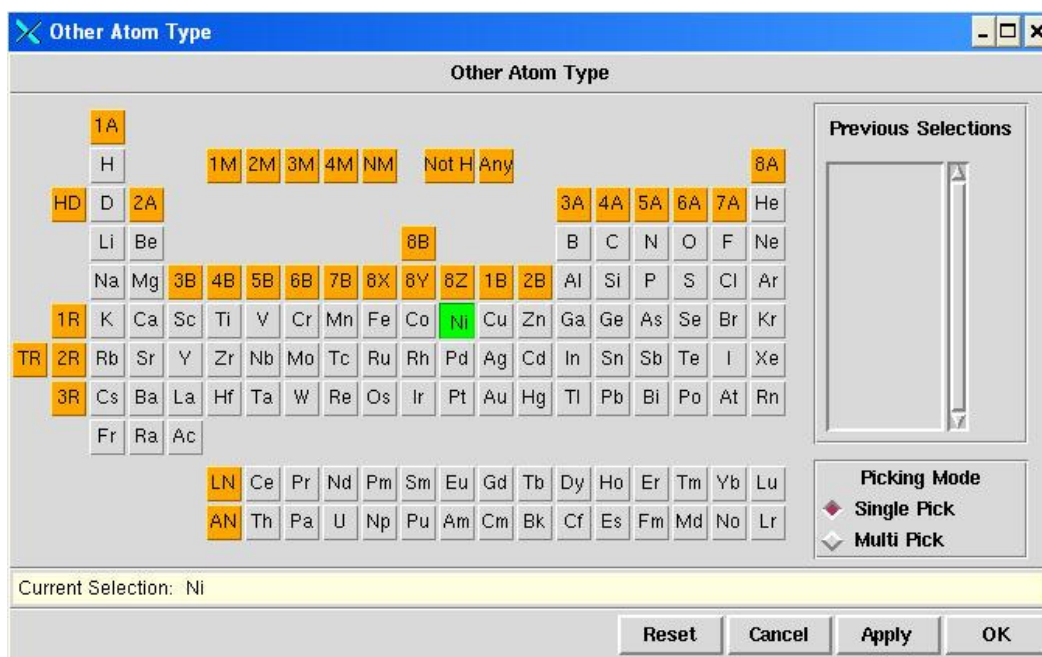 Other Atom Type
Other Atom Type
1A
H 1M 2M 3M 4M NM Not H Any 8A
HD D 2A 3A 4A 5A 6A 7A He
Li Be 8B B C N O F Ne
Na Mg 3B 4B 5B 6B 7B 8X 8Y 8Z 1B 2B Al Si P S Cl Ar
1R K Ca Sc Ti V Cr Mn Fe Co Ni Cu Zn Ga Ge As Se Br Kr
TR 2R Rb Sr Y Zr Nb Mo Tc Ru Rh Pd Ag Cd In Sn Sb Te I Xe
3R Cs Ba La Hf Ta W Re Os Ir Pt Au Hg Tl Pb Bi Po At Rn
Fr Ra Ac
LN Ce Pr Nd Pm Sm Eu Gd Tb Dy Ho Er Tm Yb Lu
AN Th Pa U Np Pu Am Cm Bk Cf Es Fm Md No Lr
Previous Selections
Picking Mode
Single Pick
Multi Pick
Current Selection: Ni
Reset Cancel Apply OK